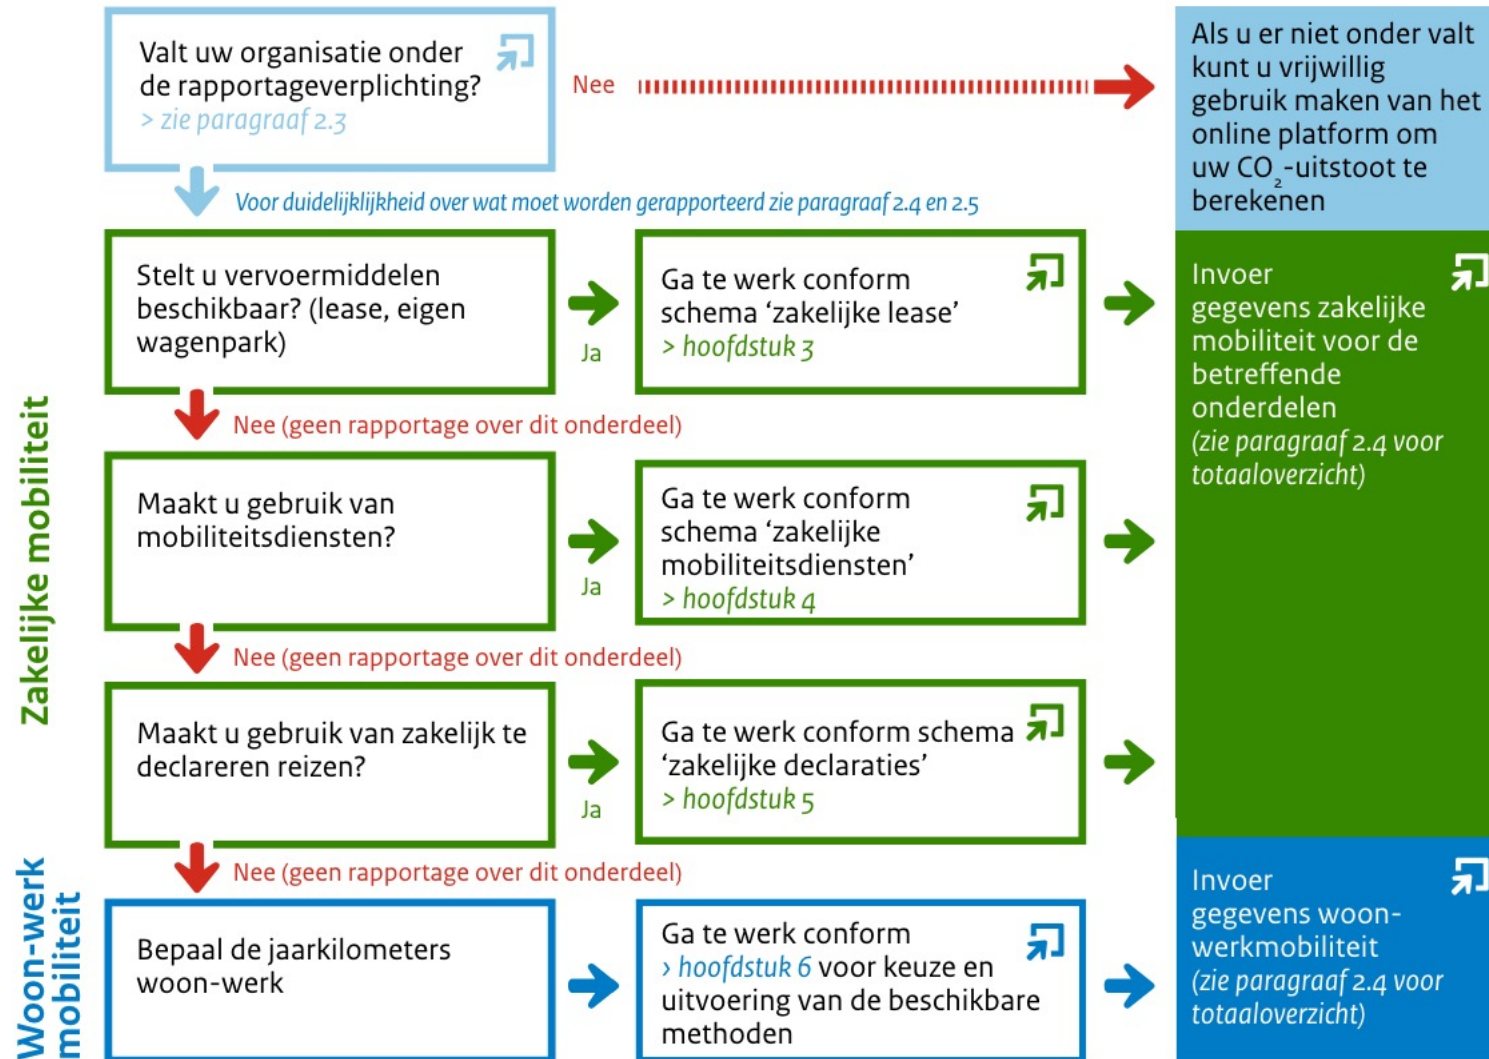 Valt uw organisatie onder
de rapportageverplichting?
> zie paragraaf 2.3
Nee
Als u er niet onder valt
kunt u vrijwillig
gebruik maken van het
online platform om
uw CO₂-uitstoot te
berekenen
Voor duidelijklijkheid over wat moet worden gerapporteerd zie paragraaf 2.4 en 2.5
Zakelijke mobiliteit
Stelt u vervoermiddelen
beschikbaar? (lease, eigen
wagenpark)
Ja
Ga te werk conform
schema ‘zakelijke lease’
> hoofdstuk 3
Invoer
gegevens zakelijke
mobiliteit voor de
betreffende
onderdelen
(zie paragraaf 2.4 voor
totaaloverzicht)
Nee (geen rapportage over dit onderdeel)
Maakt u gebruik van
mobiliteitsdiensten?
Ja
Ga te werk conform
schema ‘zakelijke
mobiliteitsdiensten’
> hoofdstuk 4
Nee (geen rapportage over dit onderdeel)
Maakt u gebruik van zakelijk te
declareren reizen?
Ja
Ga te werk conform schema
‘zakelijke declaraties’
> hoofdstuk 5
Nee (geen rapportage over dit onderdeel)
Woon-werk
mobiliteit
Bepaal de jaarkilometers
woon-werk
Ga te werk conform
› hoofdstuk 6 voor keuze en
uitvoering van de beschikbare
methoden
Invoer
gegevens woon-
werkmobiliteit
(zie paragraaf 2.4 voor
totaaloverzicht)